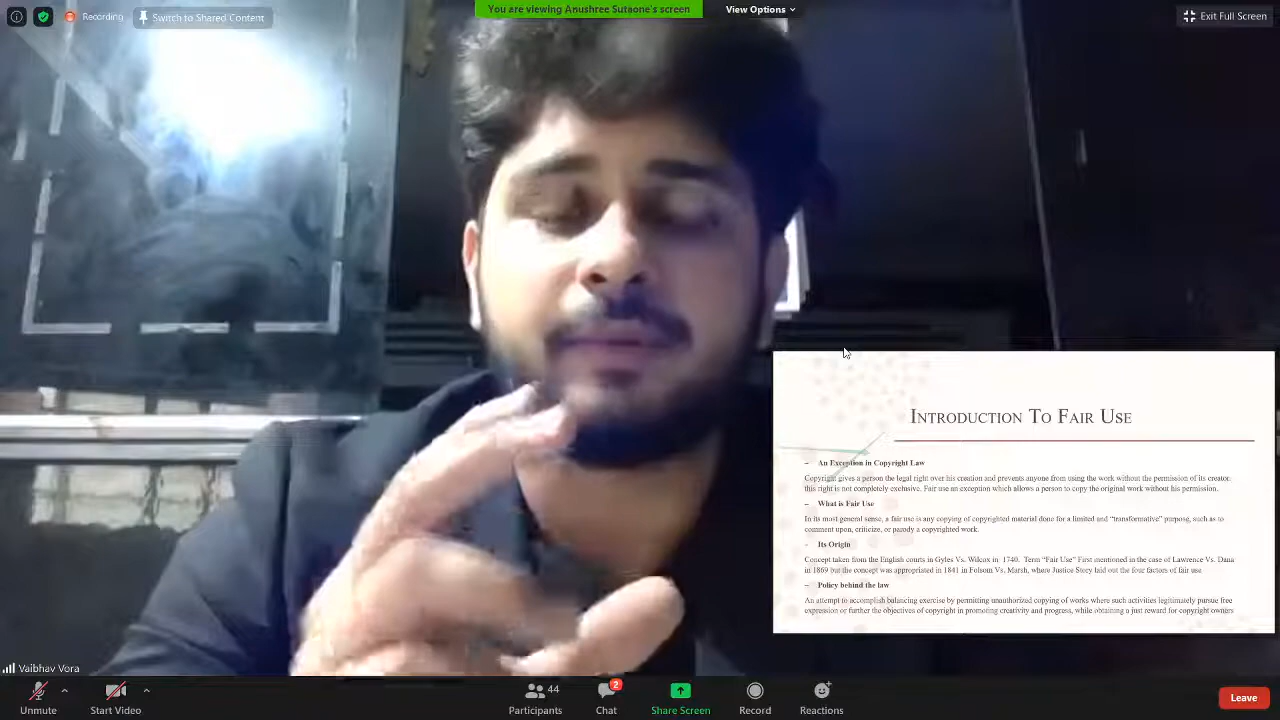 Recording
Switch to Shared Content
You are viewing Anushree Sutaone's screen
View Options
Exit Full Screen
INTRODUCTION TO FAIR USE
– An Exception in Copyright Law
Copyright gives a person the legal right over his creation and prevents anyone from using the work without the permission of its creator.
this right is not completely exclusive. Fair use an exception which allows a person to copy the original work without his permission.
– What is Fair Use
In its most general sense, a fair use is any copying of copyrighted material done for a limited and “transformative” purpose, such as to
comment upon, criticize, or parody a copyrighted work.
– Its Origin
Concept taken from the English courts in Gyles Vs. Wilcox in 1740. Term “Fair Use” First mentioned in the case of Lawrence Vs. Dana
in 1869 but the concept was appropriated in 1841 in Folsom Vs. Marsh, where Justice Story laid out the four factors of fair use
– Policy behind the law
An attempt to accomplish balancing exercise by permitting unauthorized copying of works where such activities legitimately pursue free
expression or further the objectives of copyright in promoting creativity and progress, while obtaining a just reward for copyright owners
Vaibhav Vora
Unmute
Start Video
44
Participants
2
Chat
Share Screen
Record
Reactions
Leave